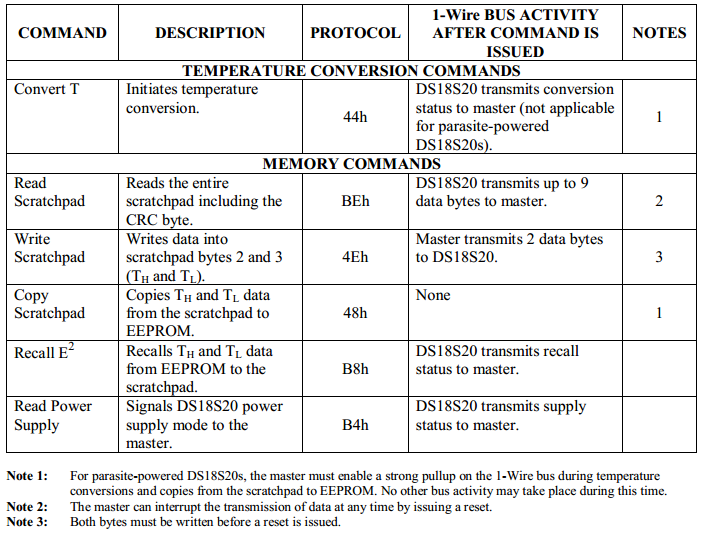 COMMAND DESCRIPTION PROTOCOL 1-Wire BUS ACTIVITY AFTER COMMAND IS ISSUED NOTES
TEMPERATURE CONVERSION COMMANDS
Convert T
Initiates temperature
conversion.
44h
DS18S20 transmits conversion
status to master (not applicable
for parasite-powered
DS18S20s).
1
MEMORY COMMANDS
Read
Scratchpad
Reads the entire
scratchpad including the
CRC byte.
BEh
DS18S20 transmits up to 9
data bytes to master.
2
Write
Scratchpad
Writes data into
scratchpad bytes 2 and 3
(TH and TL).
4Eh
Master transmits 2 data bytes
to DS18S20.
3
Copy
Scratchpad
Copies TH and TL data
from the scratchpad to
EEPROM.
48h
None
1
Recall E2
Recalls TH and TL data
from EEPROM to the
scratchpad.
B8h
DS18S20 transmits recall
status to master.
Read Power
Supply
Signals DS18S20 power
supply mode to the
master.
B4h
DS18S20 transmits supply
status to master.
Note 1: For parasite-powered DS18S20s, the master must enable a strong pullup on the 1-Wire bus during temperature
conversions and copies from the scratchpad to EEPROM. No other bus activity may take place during this time.
Note 2: The master can interrupt the transmission of data at any time by issuing a reset.
Note 3: Both bytes must be written before a reset is issued.